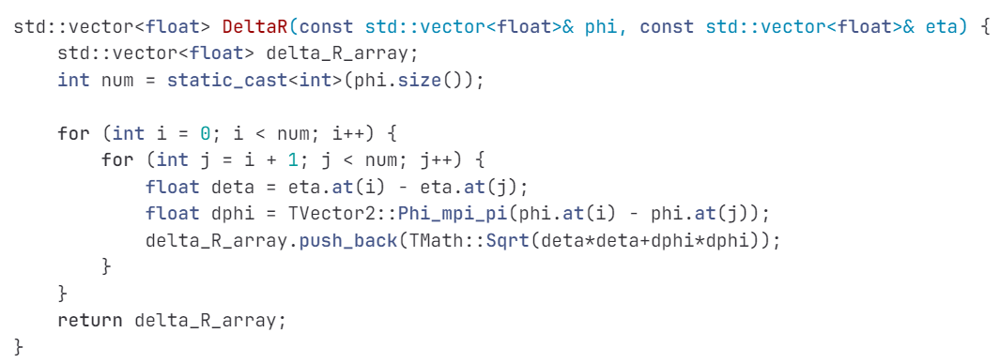 std::vector<float> DeltaR(const std::vector<float>& phi, const std::vector<float>& eta) {
    std::vector<float> delta_R_array;
    int num = static_cast<int>(phi.size());

    for (int i = 0; i < num; i++) {
        for (int j = i + 1; j < num; j++) {
            float deta = eta.at(i) - eta.at(j);
            float dphi = TVector2::Phi_mpi_pi(phi.at(i) - phi.at(j));
            delta_R_array.push_back(TMath::Sqrt(deta*deta+dphi*dphi));
        }
    }
    return delta_R_array;
}